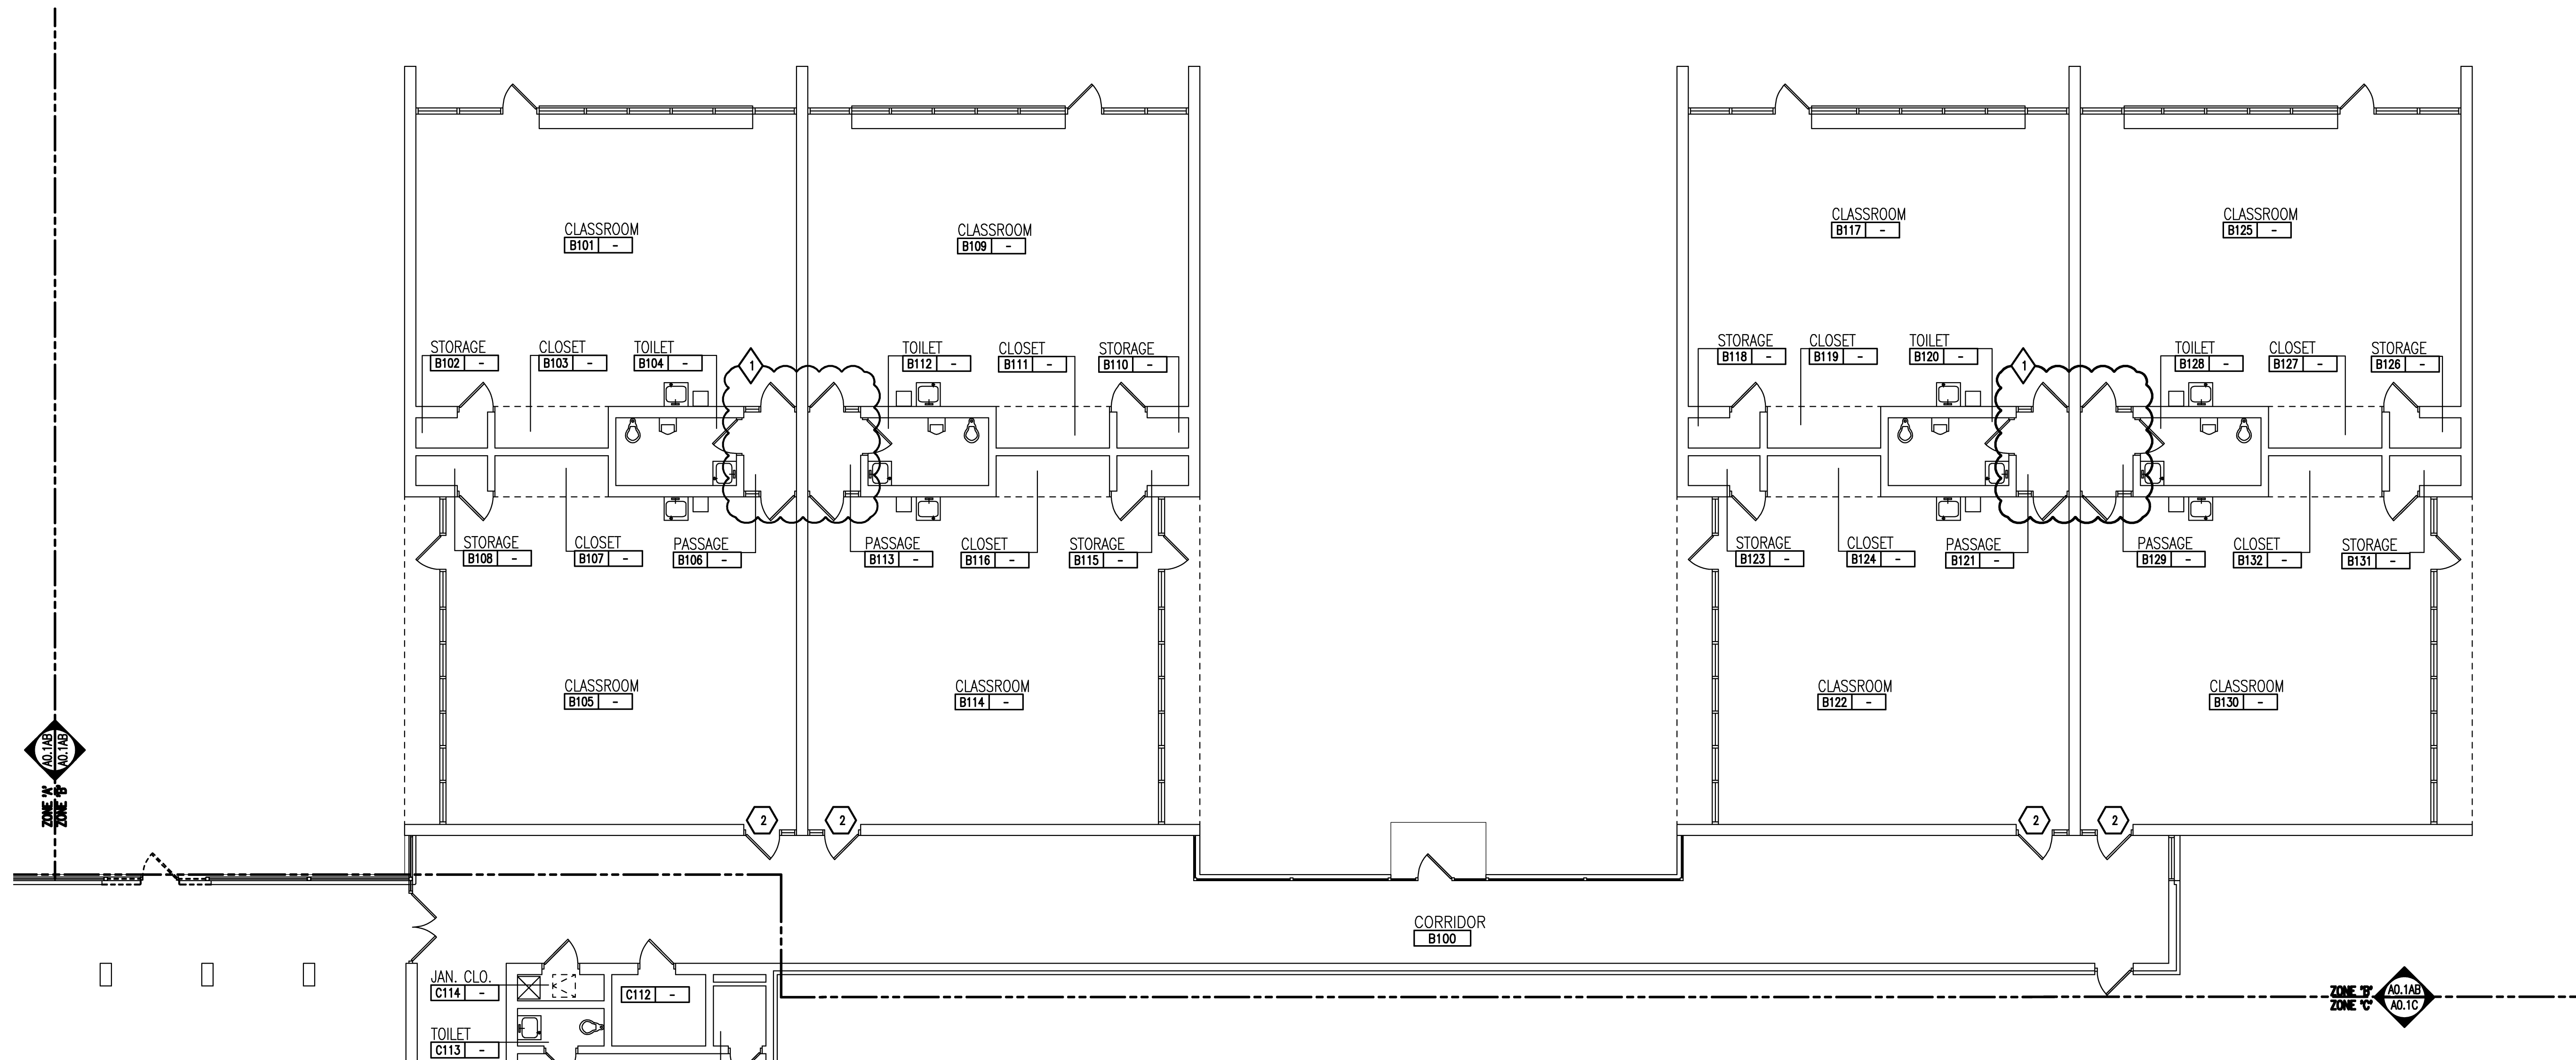 CLASSROOM
B101 -
CLASSROOM
B109 -
CLASSROOM
B117 -
CLASSROOM
B125 -
STORAGE
B102 -
CLOSET
B103 -
TOILET
B104 -
1
TOILET
B112 -
CLOSET
B111 -
STORAGE
B110 -
STORAGE
B118 -
CLOSET
B119 -
TOILET
B120 -
1
TOILET
B128 -
CLOSET
B127 -
STORAGE
B126 -
STORAGE
B108 -
CLOSET
B107 -
PASSAGE
B106 -
PASSAGE
B113 -
CLOSET
B116 -
STORAGE
B115 -
STORAGE
B123 -
CLOSET
B124 -
PASSAGE
B121 -
PASSAGE
B129 -
CLOSET
B132 -
STORAGE
B131 -
CLASSROOM
B105 -
CLASSROOM
B114 -
CLASSROOM
B122 -
CLASSROOM
B130 -
A0.1AB
A0.1AB
ZONE 'A'
ZONE 'B'
2
2
2
2
CORRIDOR
B100
JAN. CLO.
C114 -
C112 -
TOILET
C113 -
ZONE 'B'
ZONE 'C'
A0.1AB
A0.1C